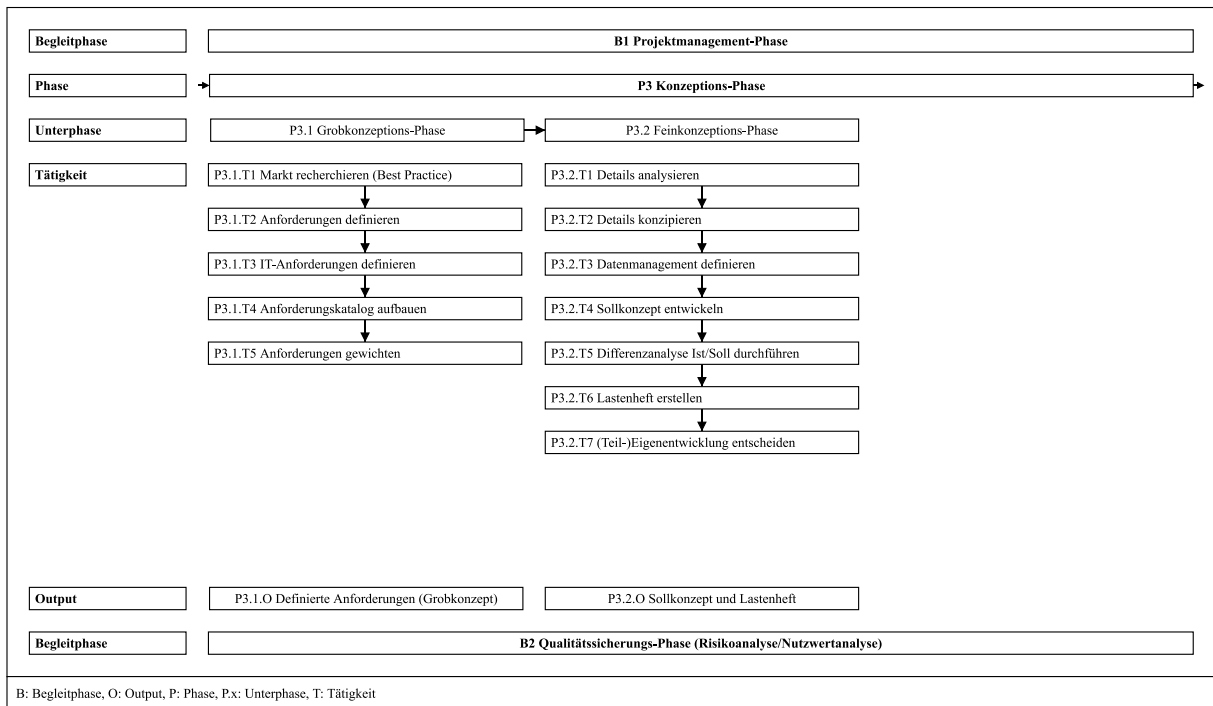 Begleitphase
B1 Projektmanagement-Phase
Phase
P3 Konzeptions-Phase
Unterphase
P3.1 Grobkonzeptions-Phase
P3.2 Feinkonzeptions-Phase
Tätigkeit
P3.1.T1 Markt recherchieren (Best Practice)
P3.1.T2 Anforderungen definieren
P3.1.T3 IT-Anforderungen definieren
P3.1.T4 Anforderungskatalog aufbauen
P3.1.T5 Anforderungen gewichten
P3.2.T1 Details analysieren
P3.2.T2 Details konzipieren
P3.2.T3 Datenmanagement definieren
P3.2.T4 Sollkonzept entwickeln
P3.2.T5 Differenzanalyse Ist/Soll durchführen
P3.2.T6 Lastenheft erstellen
P3.2.T7 (Teil-)Eigenentwicklung entscheiden
Output
P3.1.O Definierte Anforderungen (Grobkonzept)
P3.2.O Sollkonzept und Lastenheft
Begleitphase
B2 Qualitätssicherungs-Phase (Risikoanalyse/Nutzwertanalyse)
B: Begleitphase, O: Output, P: Phase, P.x: Unterphase, T: Tätigkeit